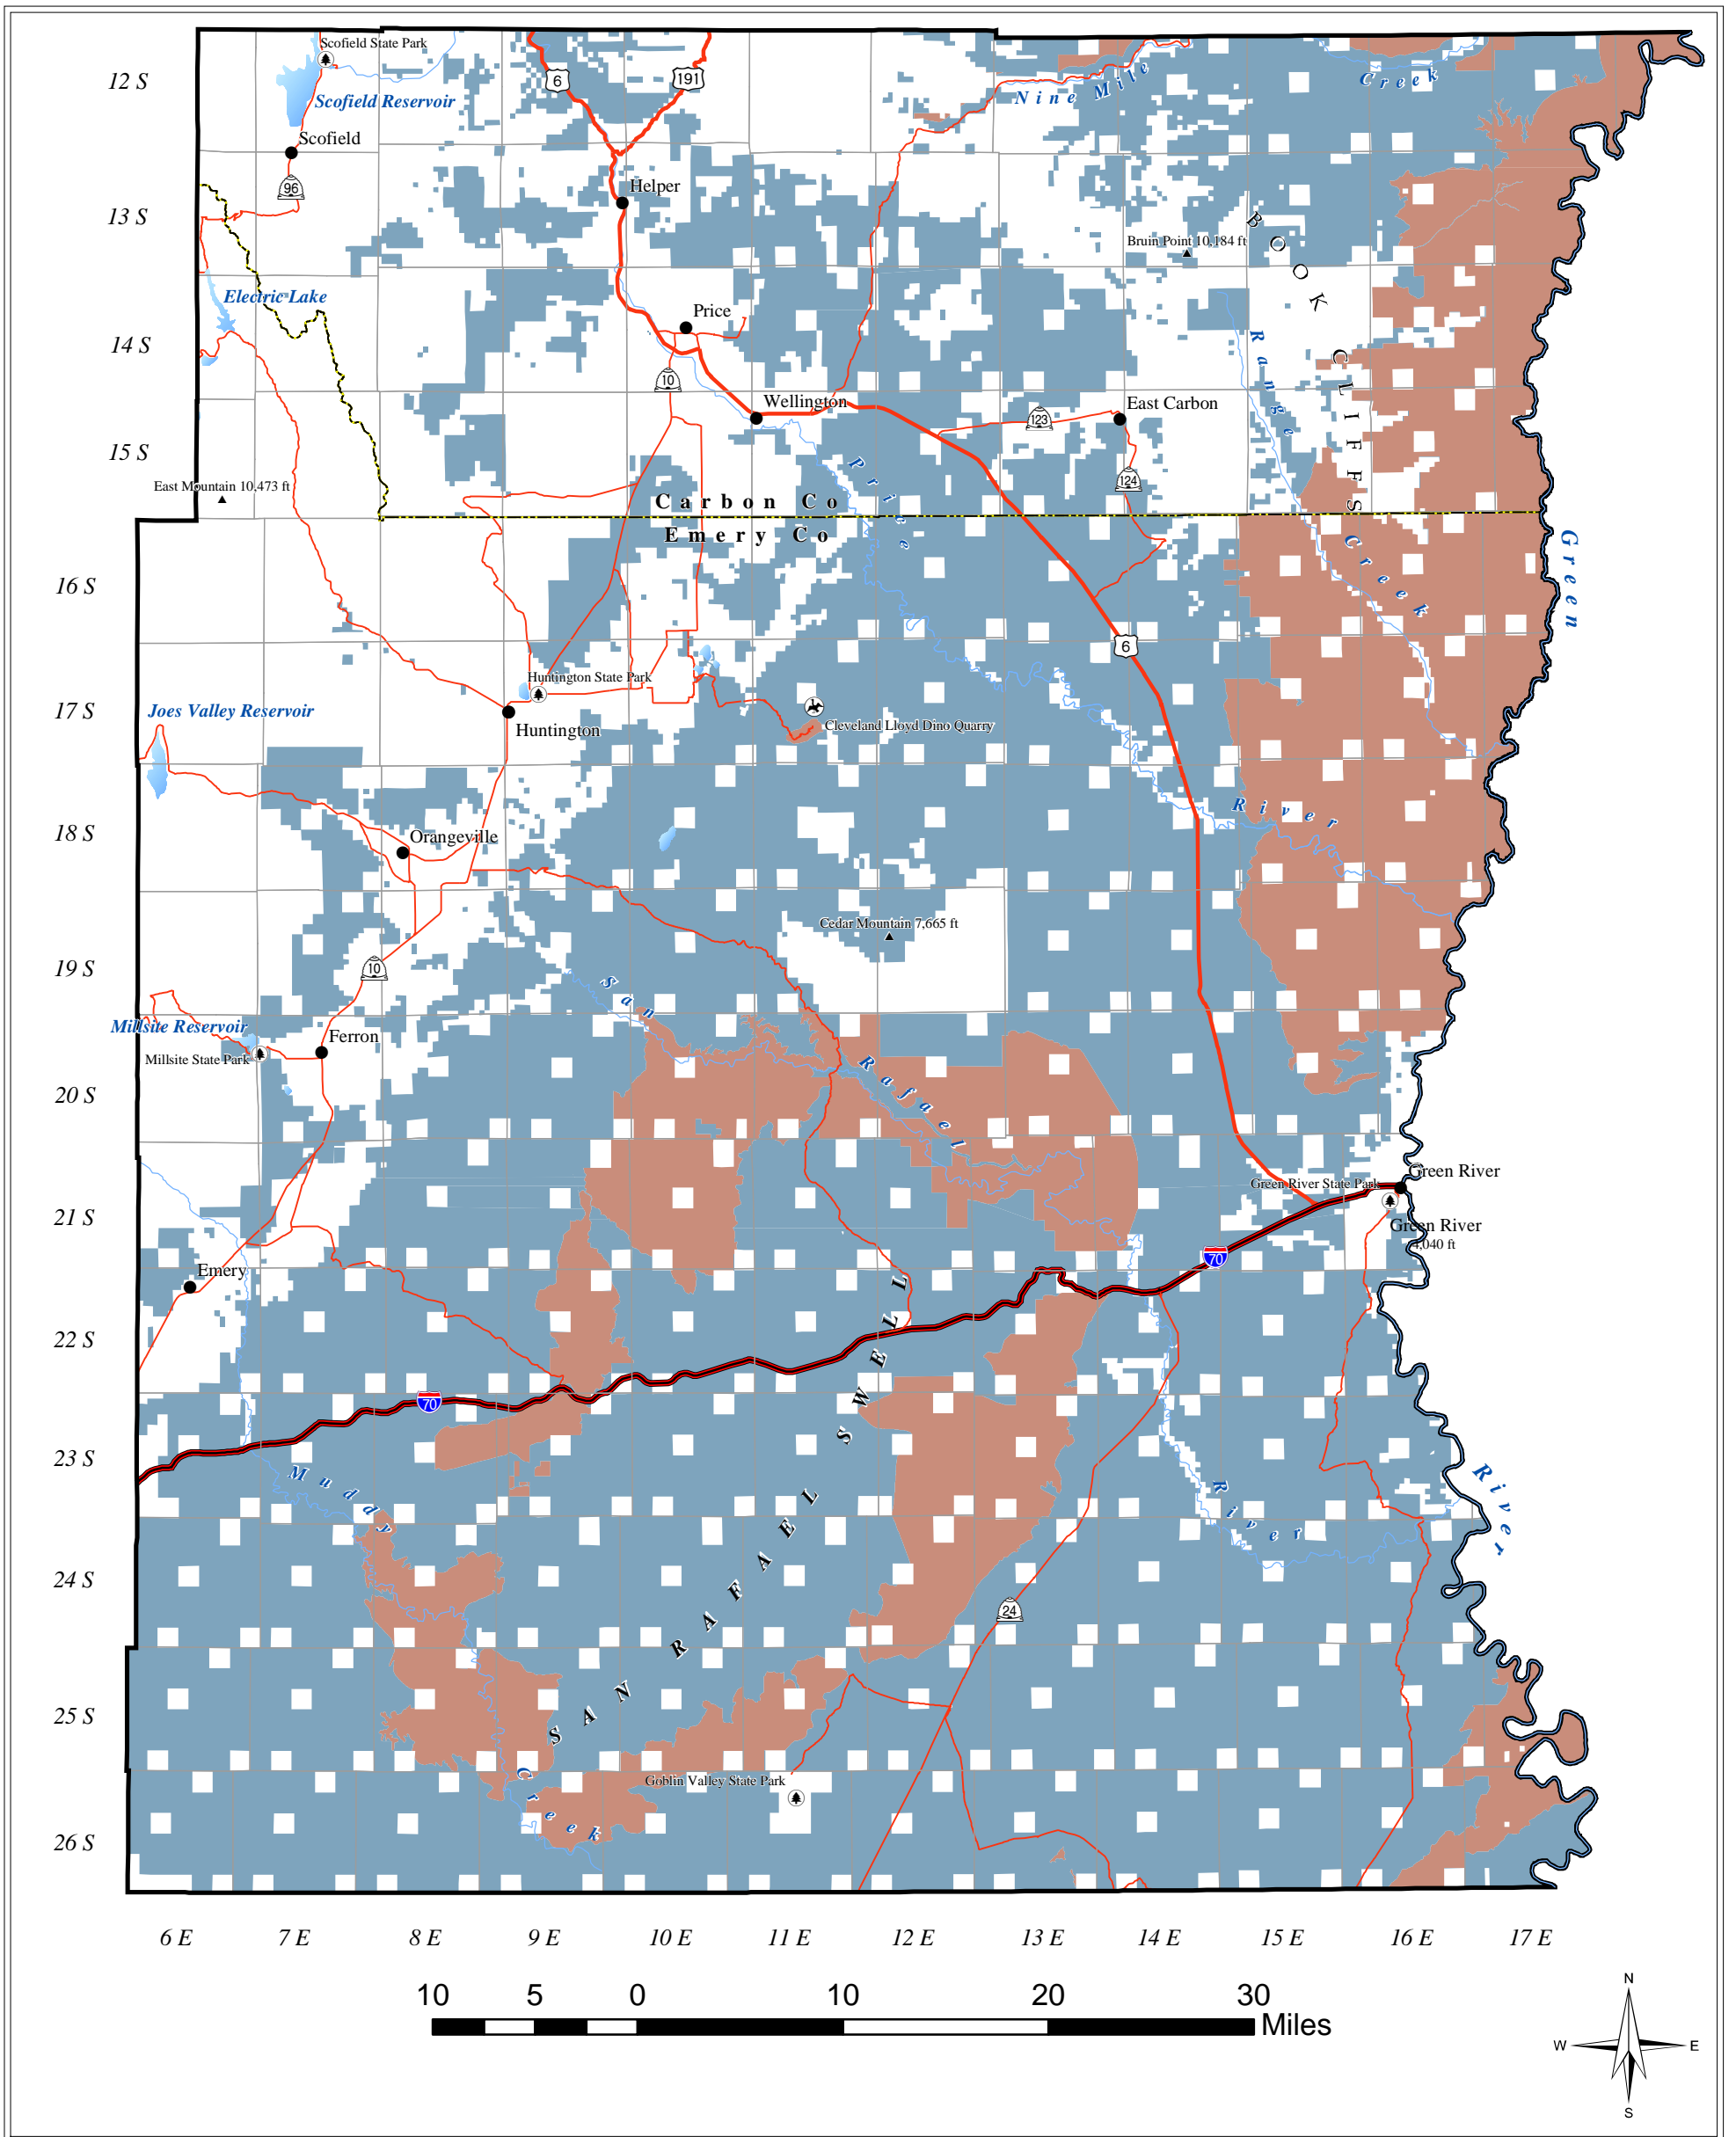 Scofield State Park
12 S
6
191
Scofield Reservoir
Nine Mile
Creek
Scofield
96
Helper
13 S
BOOK
Bruin Point 10,184 ft
Electric Lake
Price
14 S
Range
CLIFFS
10
Wellington
123
East Carbon
15 S
Price
124
East Mountain 10,473 ft
Carbon Co
Emery Co
Creek
Green
16 S
6
Huntington State Park
17 S
Joes Valley Reservoir
Huntington
Cleveland Lloyd Dino Quarry
River
18 S
Orangeville
Cedar Mountain 7,665 ft
19 S
10
San
Millsite Reservoir
Ferron
Millsite State Park
Rafael
20 S
Green River
Green River State Park
21 S
Green River
4,040 ft
70
Emery
22 S
SAN RAFAEL SWELL
70
23 S
Muddy
River
River
24 S
24
25 S
Creek
Goblin Valley State Park
26 S
6 E 7 E 8 E 9 E 10 E 11 E 12 E 13 E 14 E 15 E 16 E 17 E
10 5 0 10 20 30
Miles
N
W E
S